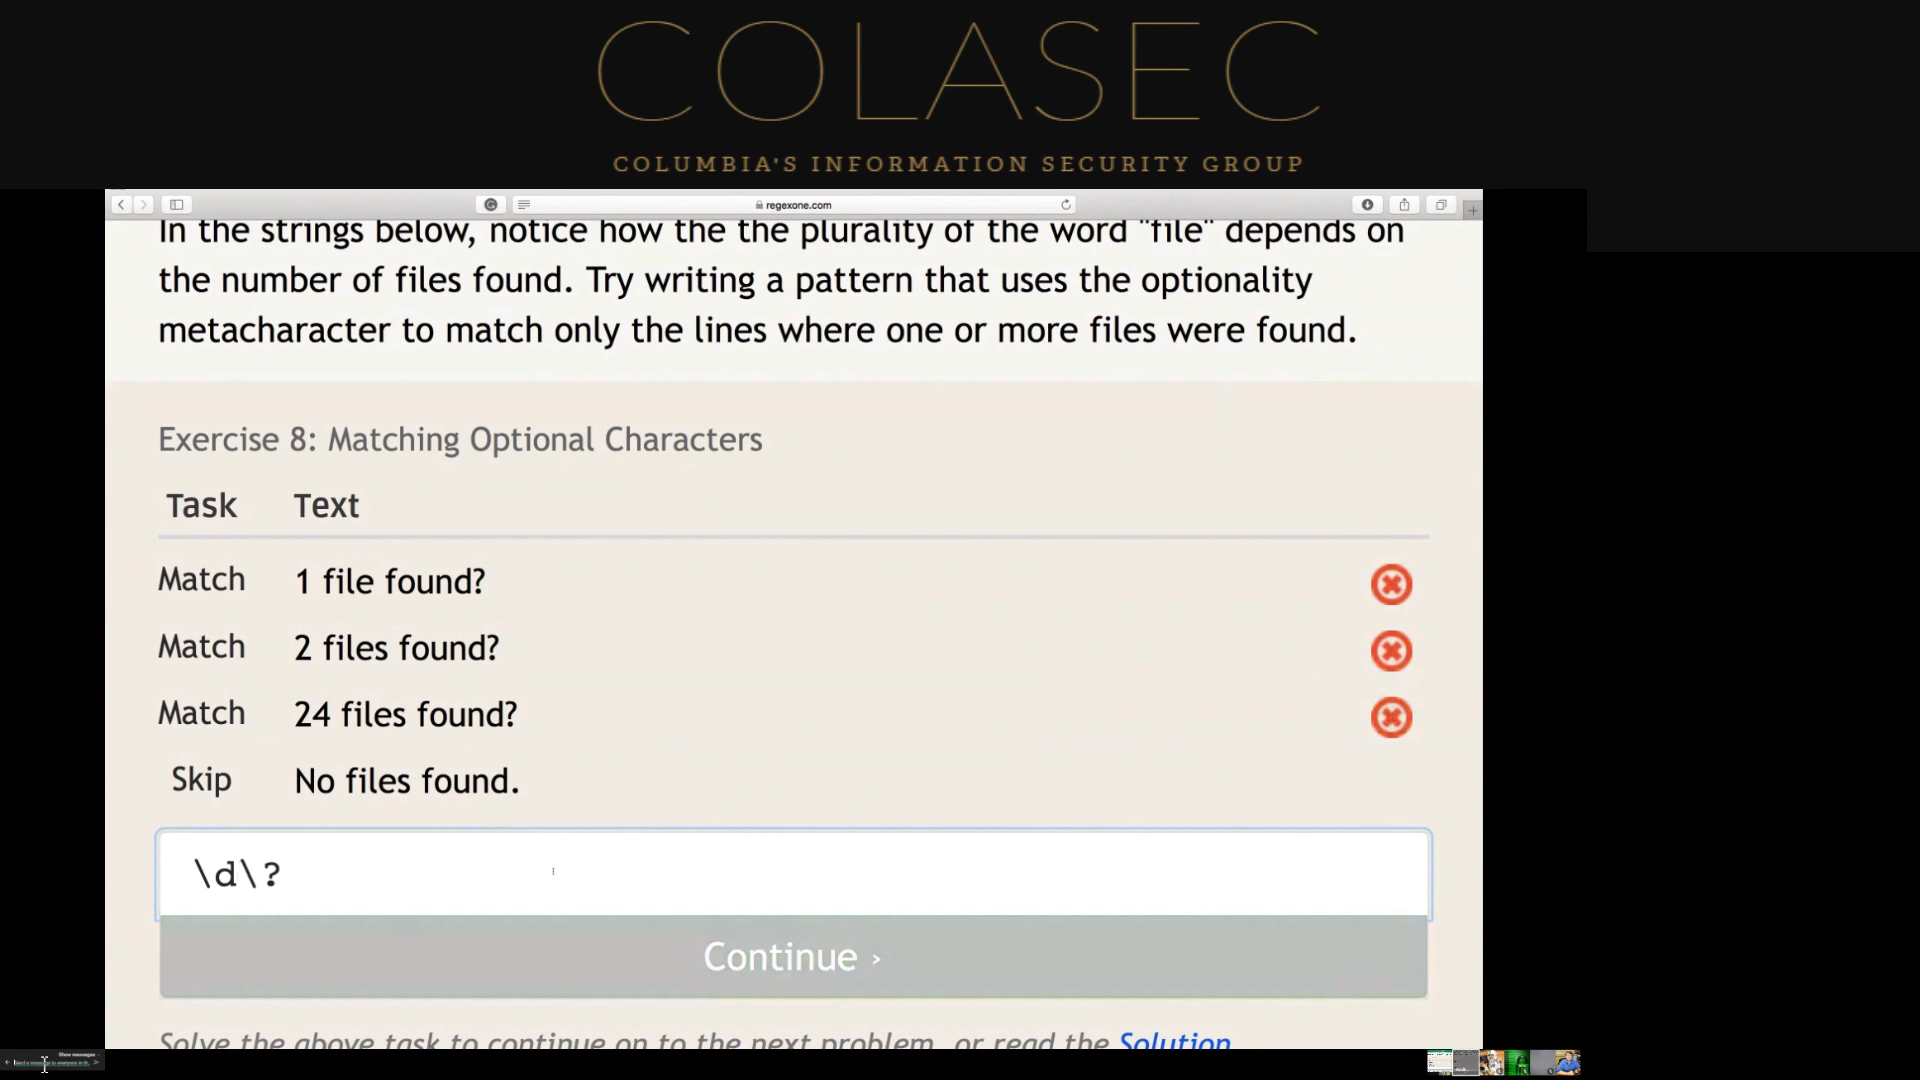 COLASEC
COLUMBIA'S INFORMATION SECURITY GROUP
regexone.com
In the strings below, notice how the the plurality of the word "file" depends on
the number of files found. Try writing a pattern that uses the optionality
metacharacter to match only the lines where one or more files were found.
Exercise 8: Matching Optional Characters
Task Text
Match 1 file found?
Match 2 files found?
Match 24 files found?
Skip No files found.
\d\?
Continue ›
Solve the above task to continue on to the next problem, or read the Solution
Show messages